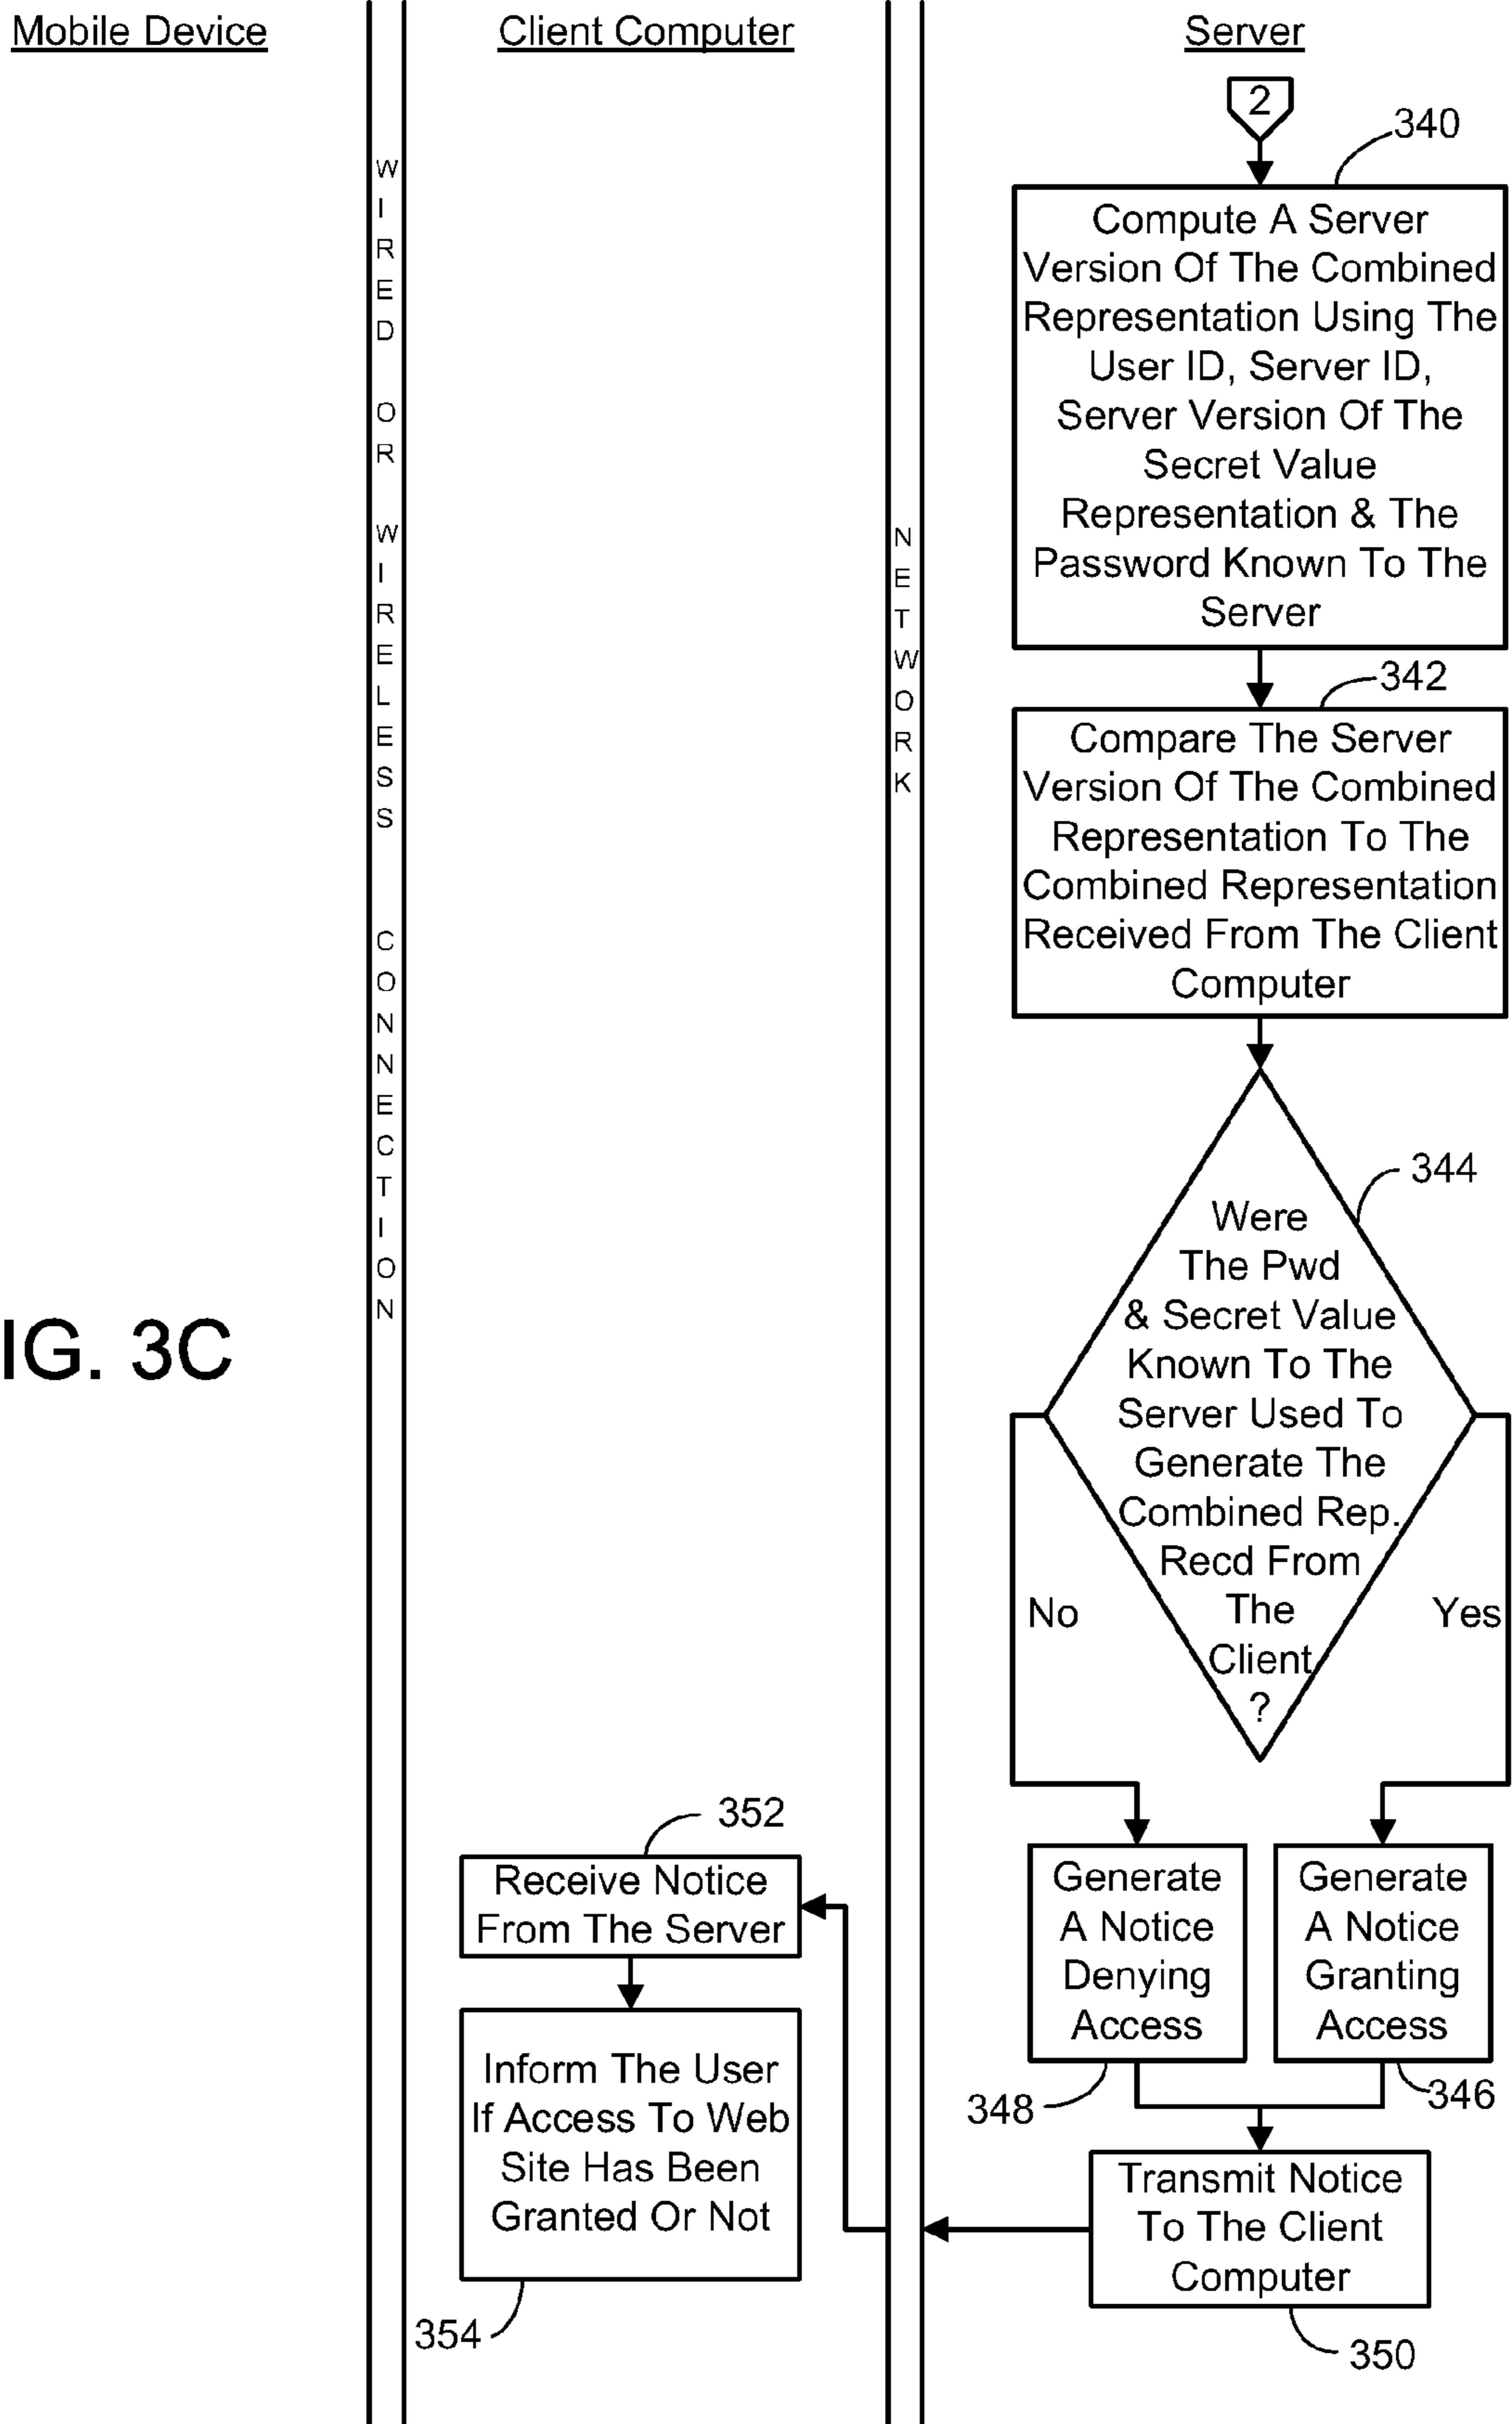 Mobile Device
Client Computer
Server
2
340
Compute A Server
Version Of The Combined
Representation Using The
User ID, Server ID,
Server Version Of The
Secret Value
Representation & The
Password Known To The
Server
342
Compare The Server
Version Of The Combined
Representation To The
Combined Representation
Received From The Client
Computer
344
Were
The Pwd
& Secret Value
Known To The
Server Used To
Generate The
Combined Rep.
Recd From
The
Client
?
No
Yes
Generate
A Notice
Denying
Access
348
Generate
A Notice
Granting
Access
346
Transmit Notice
To The Client
Computer
350
352
Receive Notice
From The Server
Inform The User
If Access To Web
Site Has Been
Granted Or Not
354
WIRED OR WIRELESS CONNECTION
NETWORK
IG. 3C